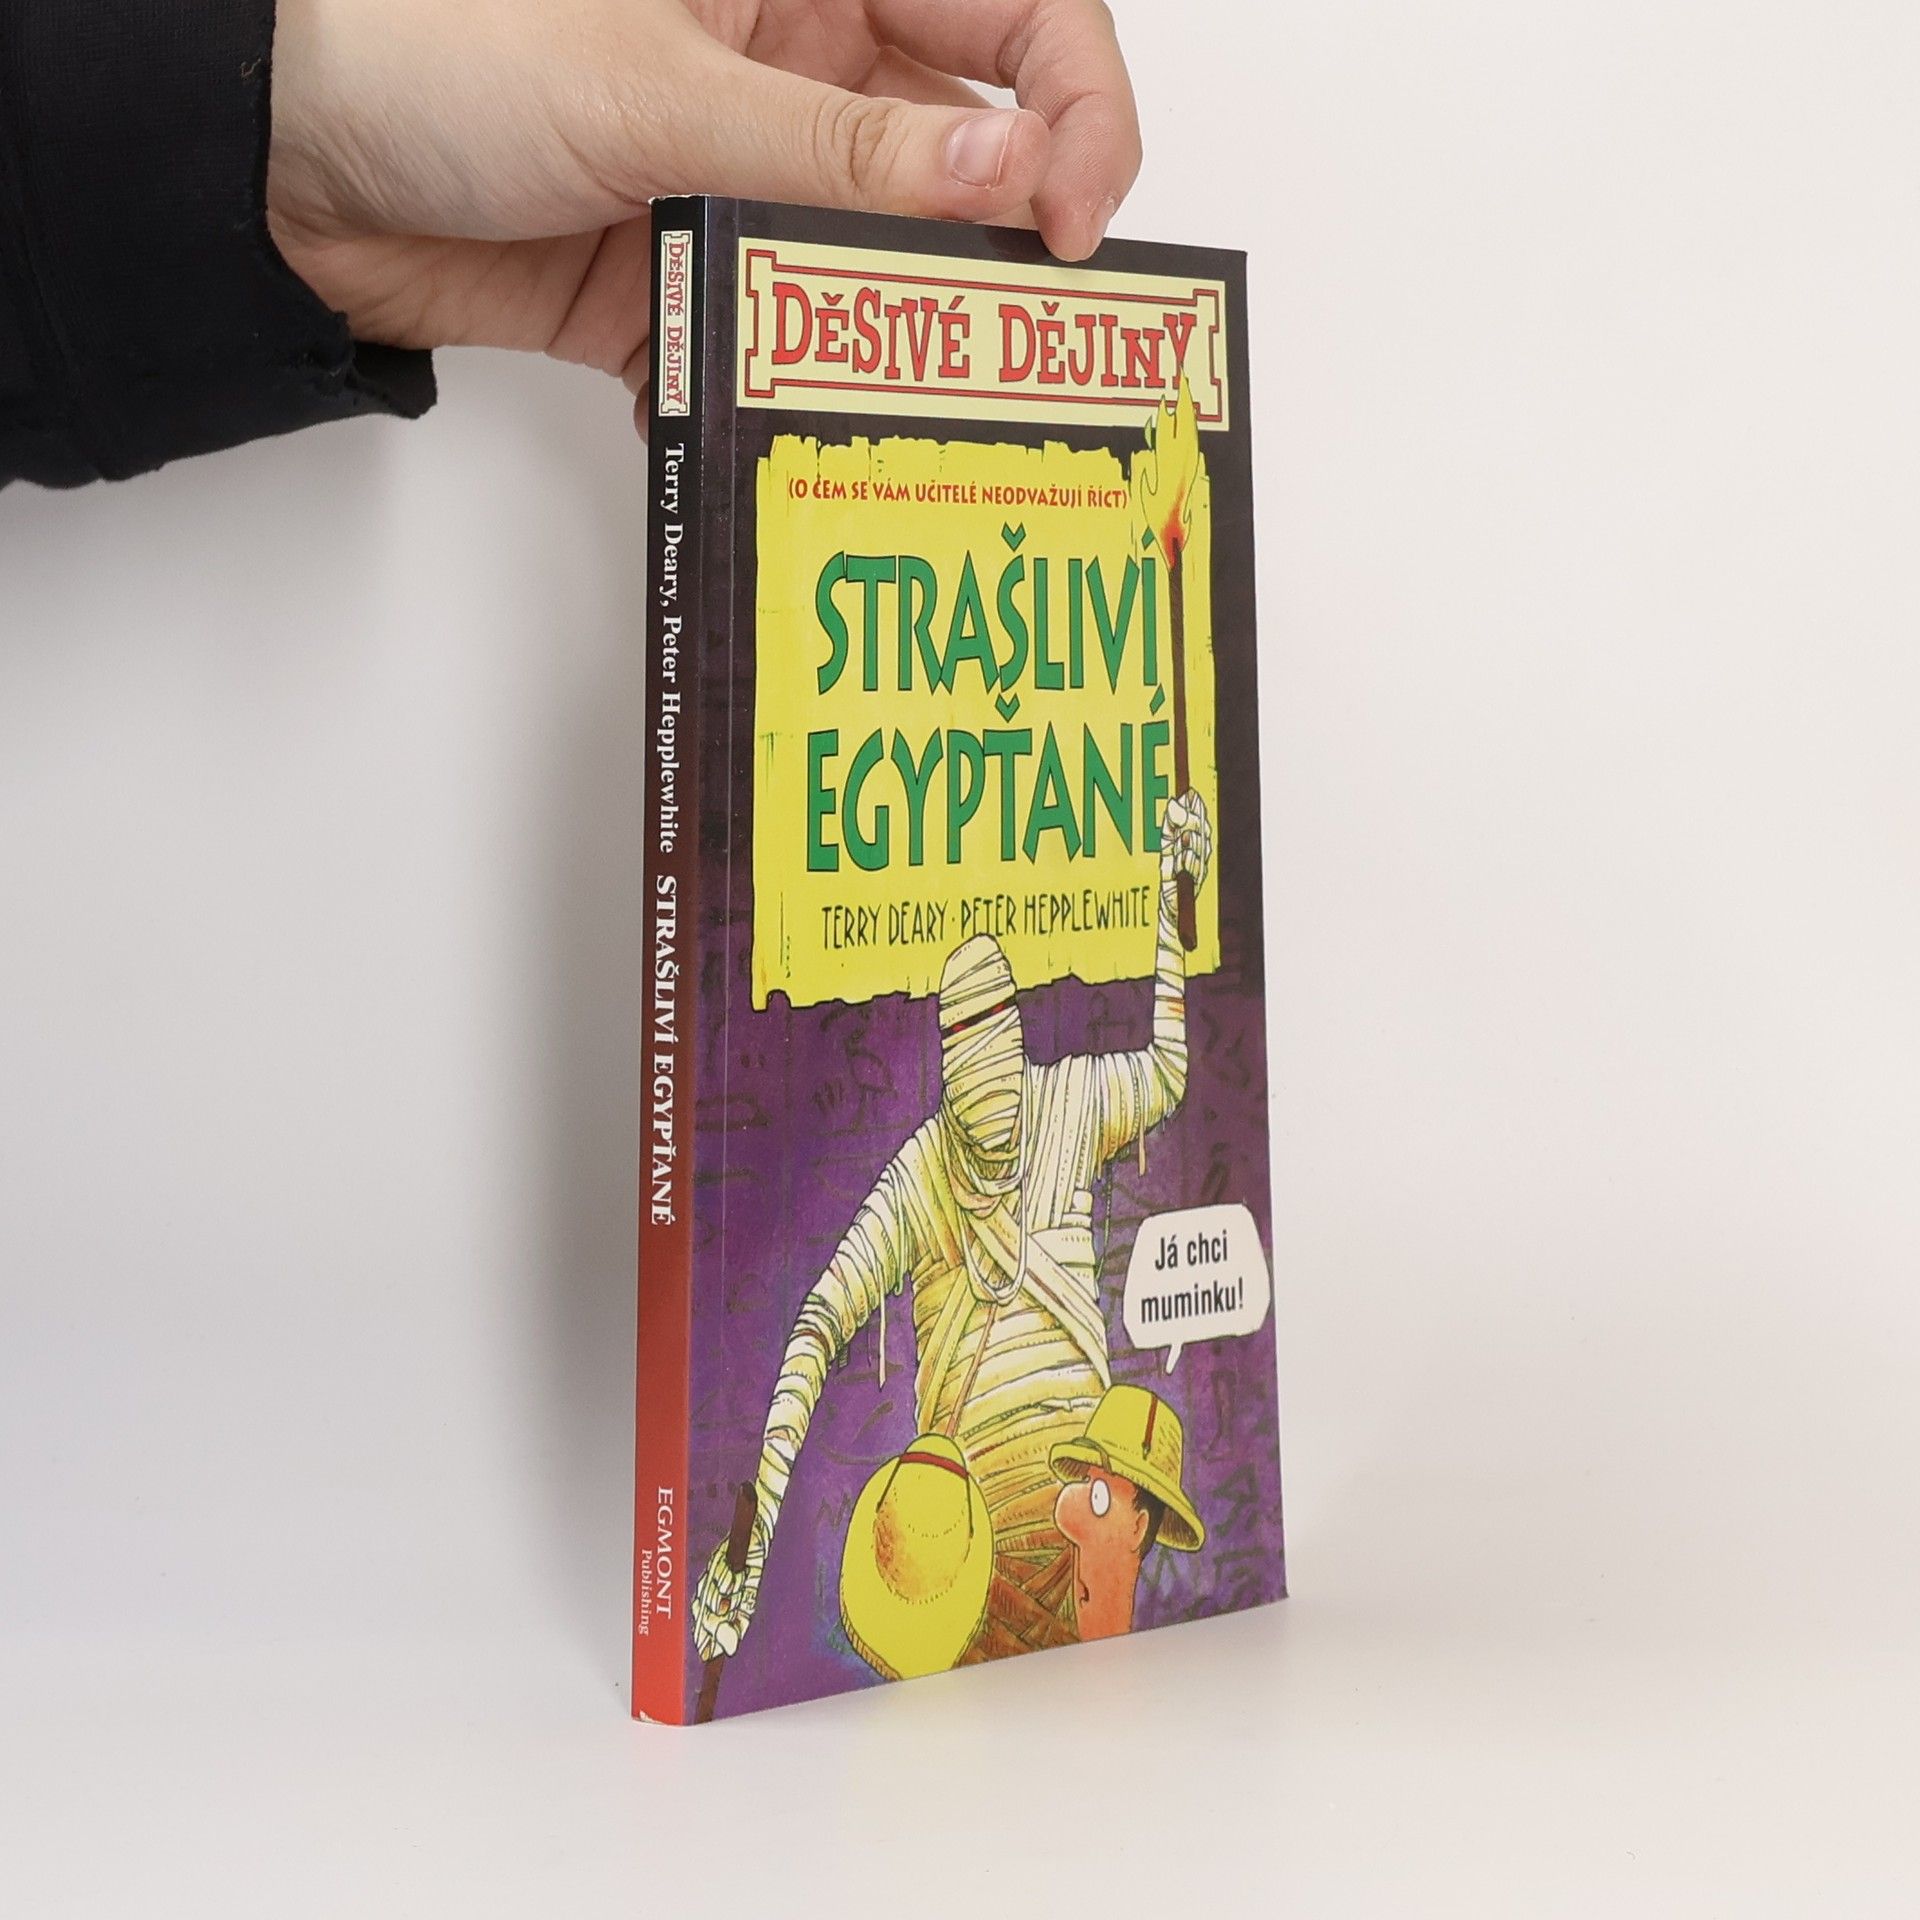 DĚSIVÉ DĚJINY
Terry Deary, Peter Hepplewhite STRAŠLIVÍ EGYPŤANÉ
EGMONT
Publishing
DĚSIVÉ DĚJINY
(O ČEM SE VÁM UČITELÉ NEODVAŽUJÍ ŘÍCT)
STRAŠLIVÍ
EGYPŤANÉ
TERRY DEARY · PETER HEPPLEWHITE
Já chci
muminku!